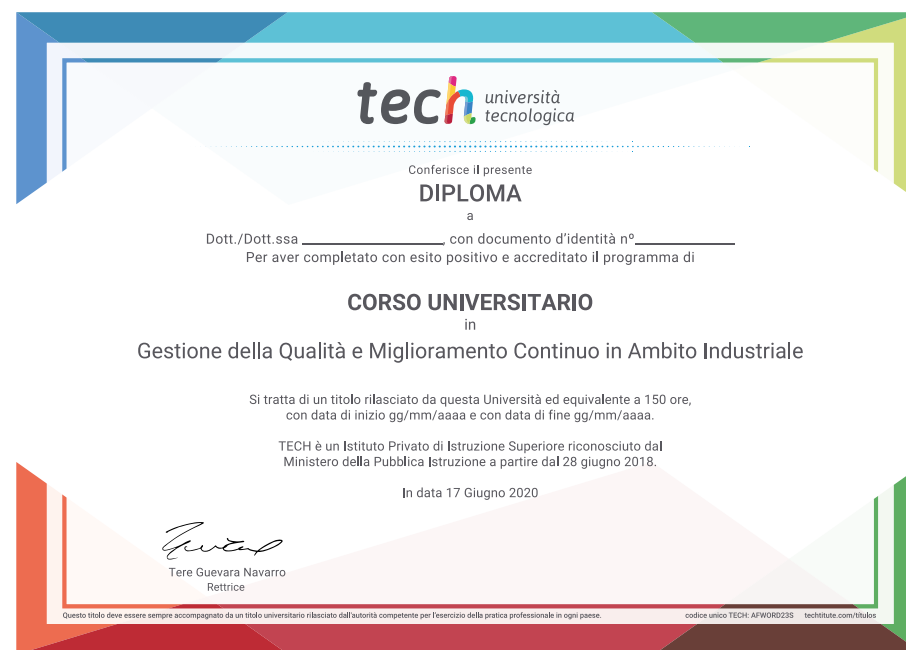 tech università
tecnologica
Conferisce il presente
DIPLOMA
a
Dott./Dott.ssa ____________________, con documento d'identità nº______________
Per aver completato con esito positivo e accreditato il programma di
CORSO UNIVERSITARIO
in
Gestione della Qualità e Miglioramento Continuo in Ambito Industriale
Si tratta di un titolo rilasciato da questa Università ed equivalente a 150 ore,
con data di inizio gg/mm/aaaa e con data di fine gg/mm/aaaa.
TECH è un Istituto Privato di Istruzione Superiore riconosciuto dal
Ministero della Pubblica Istruzione a partire dal 28 giugno 2018.
In data 17 Giugno 2020
Tere Guevara Navarro
Rettrice
Questo titolo deve essere sempre accompagnato da un titolo universitario rilasciato dall'autorità competente per l'esercizio della pratica professionale in ogni paese. codice unico TECH: AFWORD23S techtitute.com/títulos